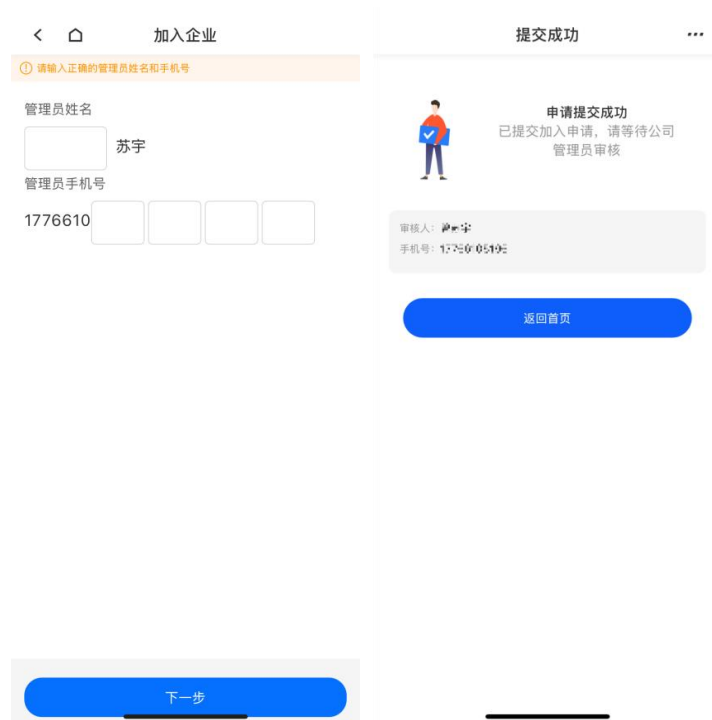 加入企业
请输入正确的管理员姓名和手机号
管理员姓名
苏宇
管理员手机号
1776610
下一步
提交成功
申请提交成功
已提交加入申请，请等待公司
管理员审核
审核人：
手机号：
返回首页